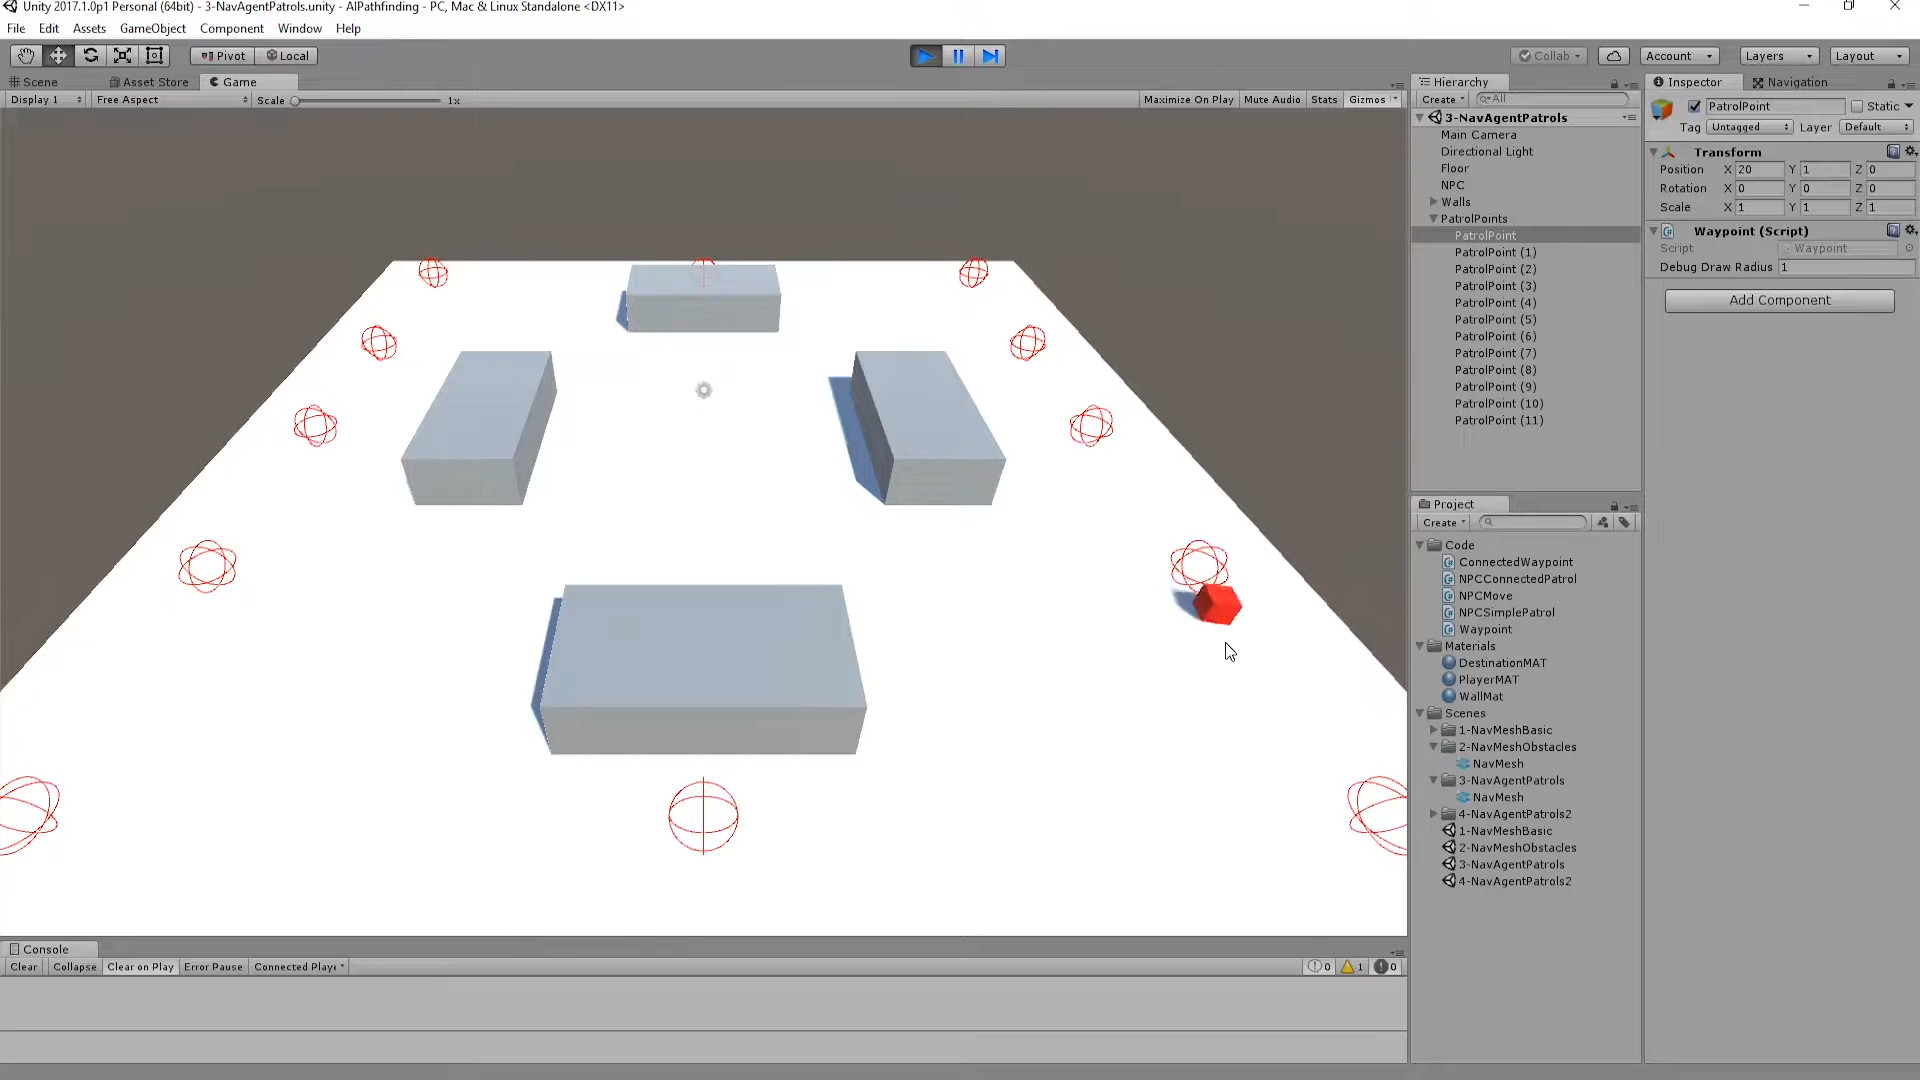 Unity 2017.1.0p1 Personal (64bit) - 3-NavAgentPatrols.unity - AIPathfinding - PC, Mac & Linux Standalone <DX11>
File Edit Assets GameObject Component Window Help
Pivot Local Collab Account Layers Layout
Scene Asset Store Game
Display 1 Free Aspect Scale 1x Maximize On Play Mute Audio Stats Gizmos
Hierarchy
Create All
3-NavAgentPatrols
Main Camera
Directional Light
Floor
NPC
Walls
PatrolPoints
PatrolPoint
PatrolPoint (1)
PatrolPoint (2)
PatrolPoint (3)
PatrolPoint (4)
PatrolPoint (5)
PatrolPoint (6)
PatrolPoint (7)
PatrolPoint (8)
PatrolPoint (9)
PatrolPoint (10)
PatrolPoint (11)
Project
Create
Code
ConnectedWaypoint
NPCConnectedPatrol
NPCMove
NPCSimplePatrol
Waypoint
Materials
DestinationMAT
PlayerMAT
WallMat
Scenes
1-NavMeshBasic
2-NavMeshObstacles
NavMesh
3-NavAgentPatrols
NavMesh
4-NavAgentPatrols2
1-NavMeshBasic
2-NavMeshObstacles
3-NavAgentPatrols
4-NavAgentPatrols2
Inspector Navigation
PatrolPoint Static
Tag Untagged Layer Default
Transform
Position X 20 Y 1 Z 0
Rotation X 0 Y 0 Z 0
Scale X 1 Y 1 Z 1
Waypoint (Script)
Script Waypoint
Debug Draw Radius 1
Add Component
Console
Clear Collapse Clear on Play Error Pause Connected Playe 0 1 0